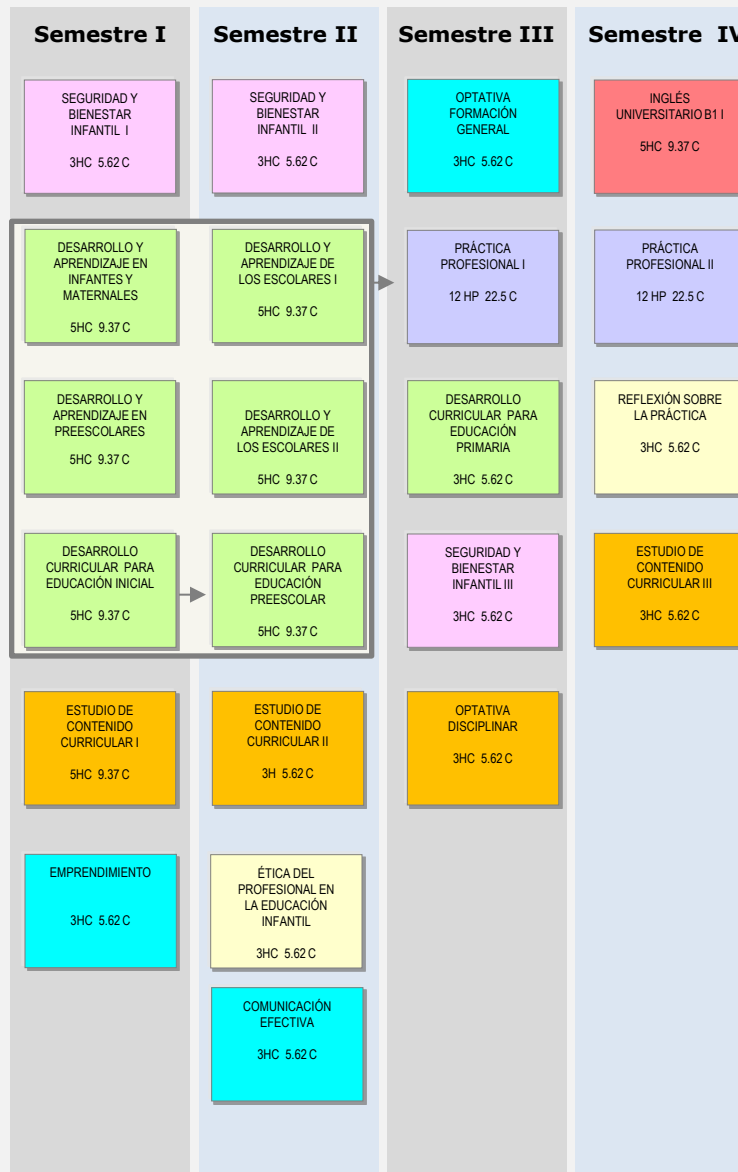 Semestre I
SEGURIDAD Y
BIENESTAR
INFANTIL I
3HC 5.62 C
DESARROLLO Y
APRENDIZAJE EN
INFANTES Y
MATERNALES
5HC 9.37 C
DESARROLLO Y
APRENDIZAJE EN
PREESCOLARES
5HC 9.37 C
DESARROLLO
CURRICULAR PARA
EDUCACIÓN INICIAL
5HC 9.37 C
ESTUDIO DE
CONTENIDO
CURRICULAR I
5HC 9.37 C
EMPRENDIMIENTO
3HC 5.62 C
Semestre II
SEGURIDAD Y
BIENESTAR
INFANTIL II
3HC 5.62 C
DESARROLLO Y
APRENDIZAJE DE
LOS ESCOLARES I
5HC 9.37 C
DESARROLLO Y
APRENDIZAJE DE
LOS ESCOLARES II
5HC 9.37 C
DESARROLLO
CURRICULAR PARA
EDUCACIÓN
PREESCOLAR
5HC 9.37 C
ESTUDIO DE
CONTENIDO
CURRICULAR II
3H 5.62 C
ÉTICA DEL
PROFESIONAL EN
LA EDUCACIÓN
INFANTIL
3HC 5.62 C
COMUNICACIÓN
EFECTIVA
3HC 5.62 C
Semestre III
OPTATIVA
FORMACIÓN
GENERAL
3HC 5.62 C
PRÁCTICA
PROFESIONAL I
12 HP 22.5 C
DESARROLLO
CURRICULAR PARA
EDUCACIÓN
PRIMARIA
3HC 5.62 C
SEGURIDAD Y
BIENESTAR
INFANTIL III
3HC 5.62 C
OPTATIVA
DISCIPLINAR
3HC 5.62 C
Semestre IV
INGLÉS
UNIVERSITARIO B1 I
5HC 9.37 C
PRÁCTICA
PROFESIONAL II
12 HP 22.5 C
REFLEXIÓN SOBRE
LA PRÁCTICA
3HC 5.62 C
ESTUDIO DE
CONTENIDO
CURRICULAR III
3HC 5.62 C